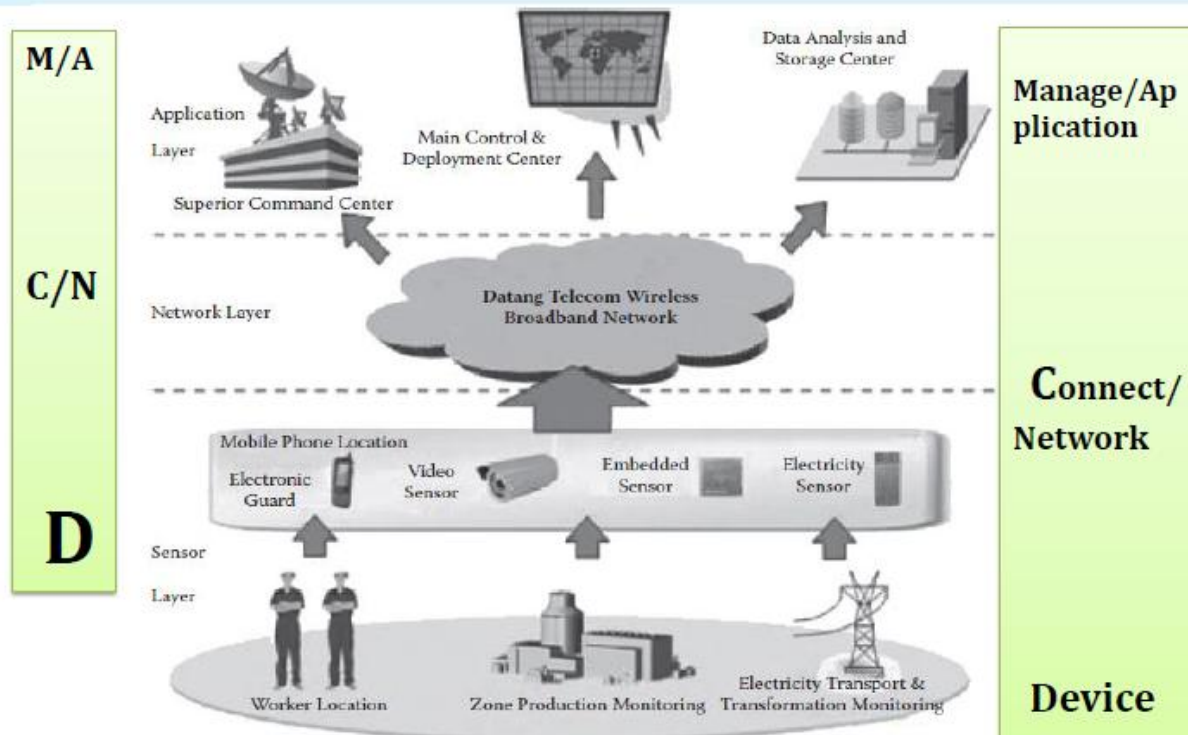 M/A
C/N
D
Application
Layer
Superior Command Center
Main Control &
Deployment Center
Data Analysis and
Storage Center
Network Layer
Datang Telecom Wireless
Broadband Network
Mobile Phone Location
Electronic
Guard
Video
Sensor
Embedded
Sensor
Electricity
Sensor
Sensor
Layer
Worker Location
Zone Production Monitoring
Electricity Transport &
Transformation Monitoring
Manage/Ap
plication
Connect/
Network
Device